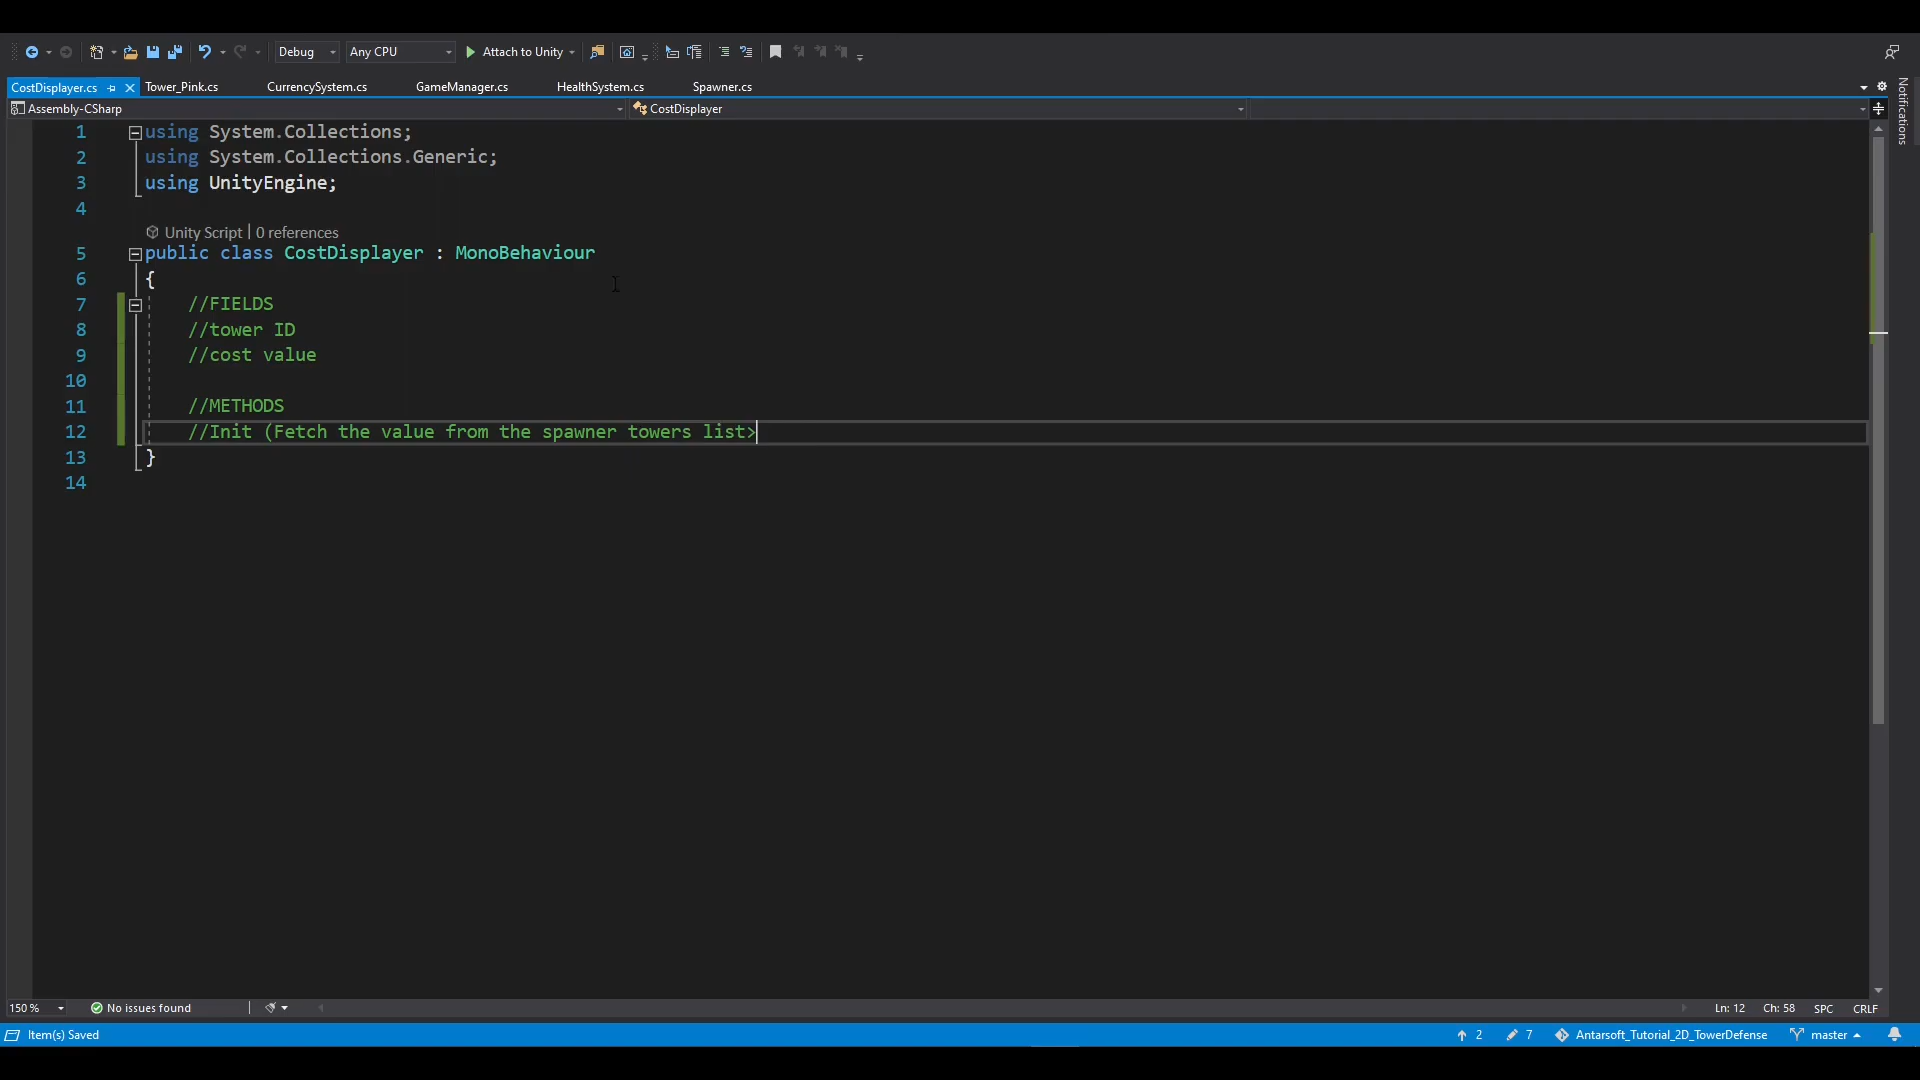 Debug Any CPU Attach to Unity
CostDisplayer.cs Tower_Pink.cs CurrencySystem.cs GameManager.cs HealthSystem.cs Spawner.cs
Assembly-CSharp CostDisplayer
Notifications
1 using System.Collections;
2 using System.Collections.Generic;
3 using UnityEngine;
4
Unity Script | 0 references
5 public class CostDisplayer : MonoBehaviour
6 {
7 //FIELDS
8 //tower ID
9 //cost value
10
11 //METHODS
12 //Init (Fetch the value from the spawner towers list>
13 }
14
150 % No issues found Ln: 12 Ch: 58 SPC CRLF
Item(s) Saved 2 7 Antarsoft_Tutorial_2D_TowerDefense master